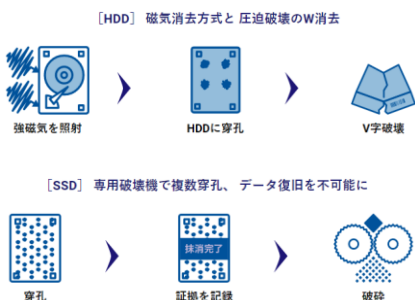 ［HDD］ 磁気消去方式と 圧迫破壊のW消去
強磁気を照射
HDDに穿孔
V字破壊
［SSD］ 専用破壊機で複数穿孔、 データ復旧を不可能に
抹消完了
穿孔
証拠を記録
破砕